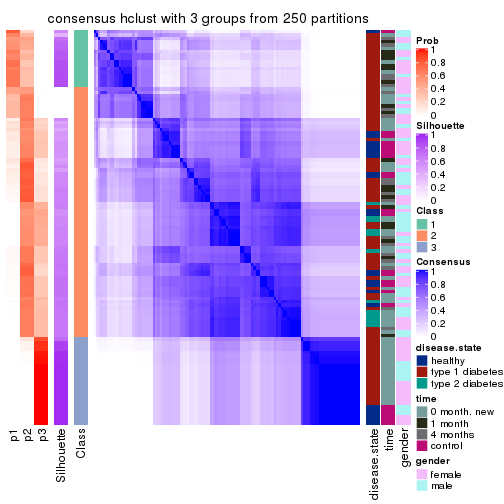 consensus hclust with 3 groups from 250 partitions
Prob
1
0.8
0.6
0.4
0.2
0
Silhouette
1
0.8
0.6
0.4
0.2
0
Class
1
2
3
Consensus
1
0.8
0.6
0.4
0.2
0
disease.state
healthy
type 1 diabetes
type 2 diabetes
time
0 month, new
1 month
4 months
control
gender
female
male
p1
p2
p3
Silhouette
Class
disease.state
time
gender